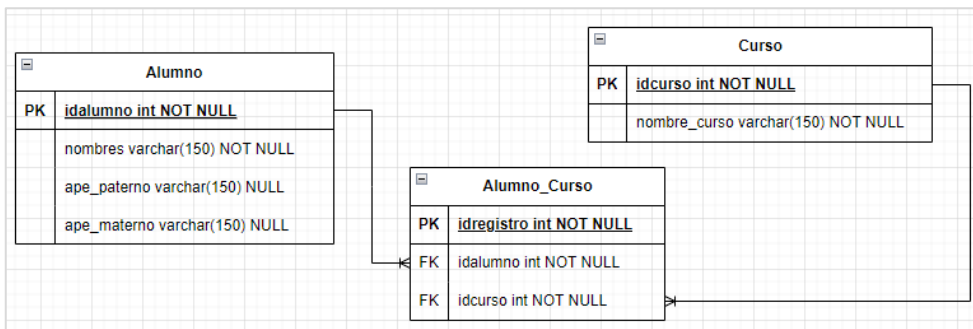 Alumno
PK idalumno int NOT NULL
nombres varchar(150) NOT NULL
ape_paterno varchar(150) NULL
ape_materno varchar(150) NULL
Curso
PK idcurso int NOT NULL
nombre_curso varchar(150) NOT NULL
Alumno_Curso
PK idregistro int NOT NULL
FK idalumno int NOT NULL
FK idcurso int NOT NULL